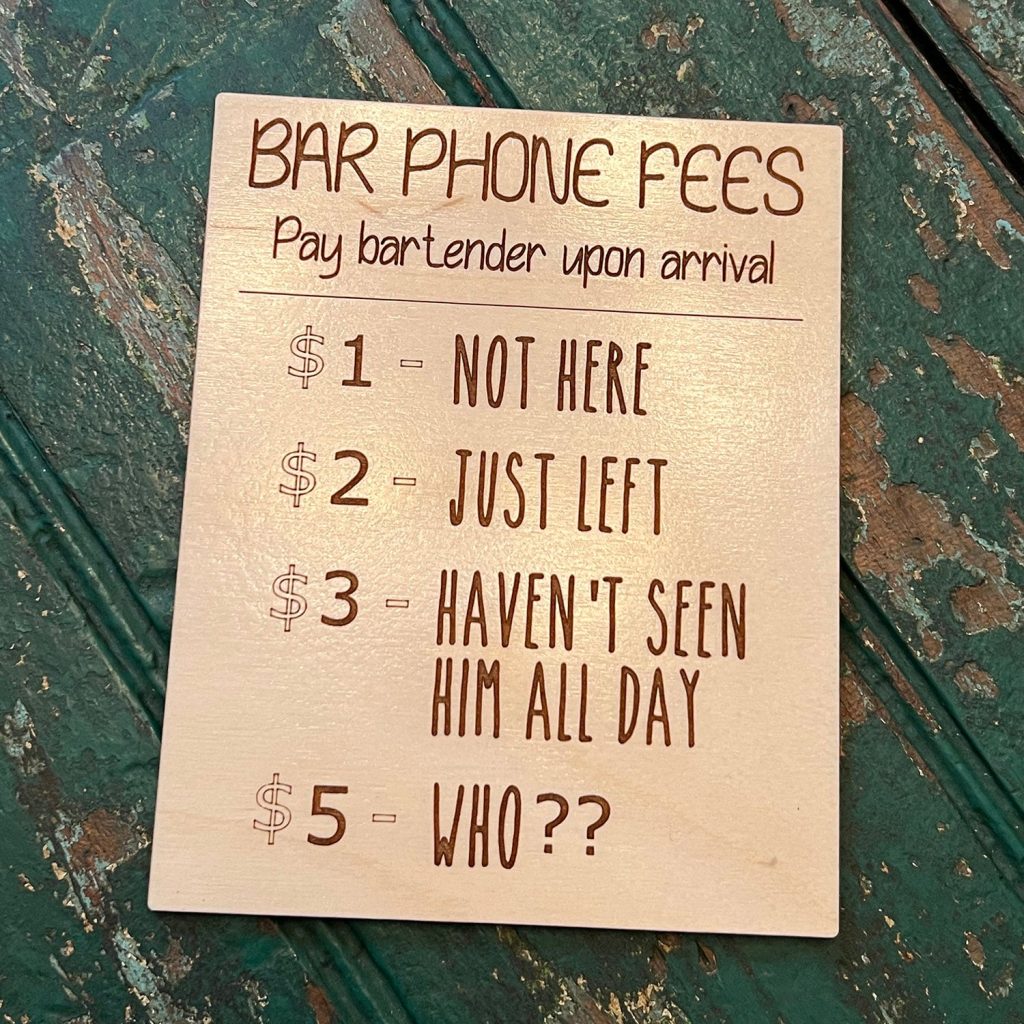 BAR PHONE FEES
Pay bartender upon arrival
$1 - NOT HERE
$2 - JUST LEFT
$3 - HAVEN'T SEEN
HIM ALL DAY
$5 - WHO??